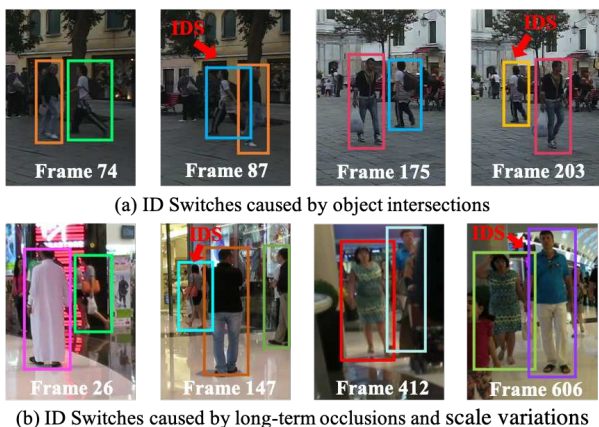 IDS
IDS
Frame 74
Frame 87
Frame 175
Frame 203
(a) ID Switches caused by object intersections
IDS
IDS
Frame 26
Frame 147
Frame 412
Frame 606
(b) ID Switches caused by long-term occlusions and scale variations